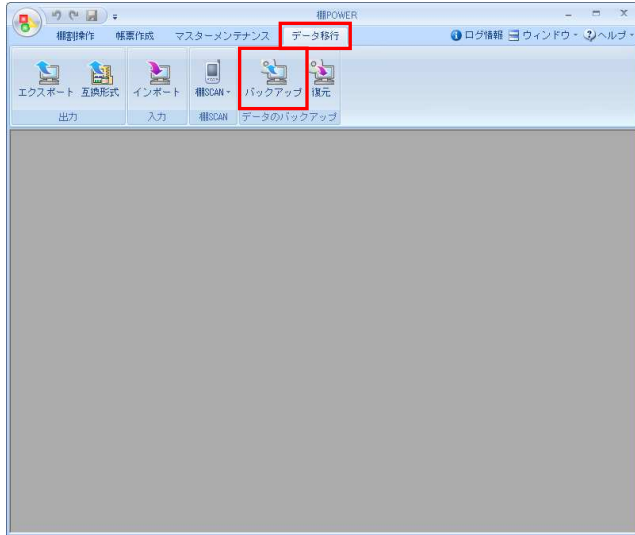 棚POWER
棚割操作 帳票作成 マスターメンテナンス データ移行 ログ情報 ウィンドウ ヘルプ
エクスポート 互換形式 インポート 棚SCAN バックアップ 復元
出力 入力 棚SCAN データのバックアップ